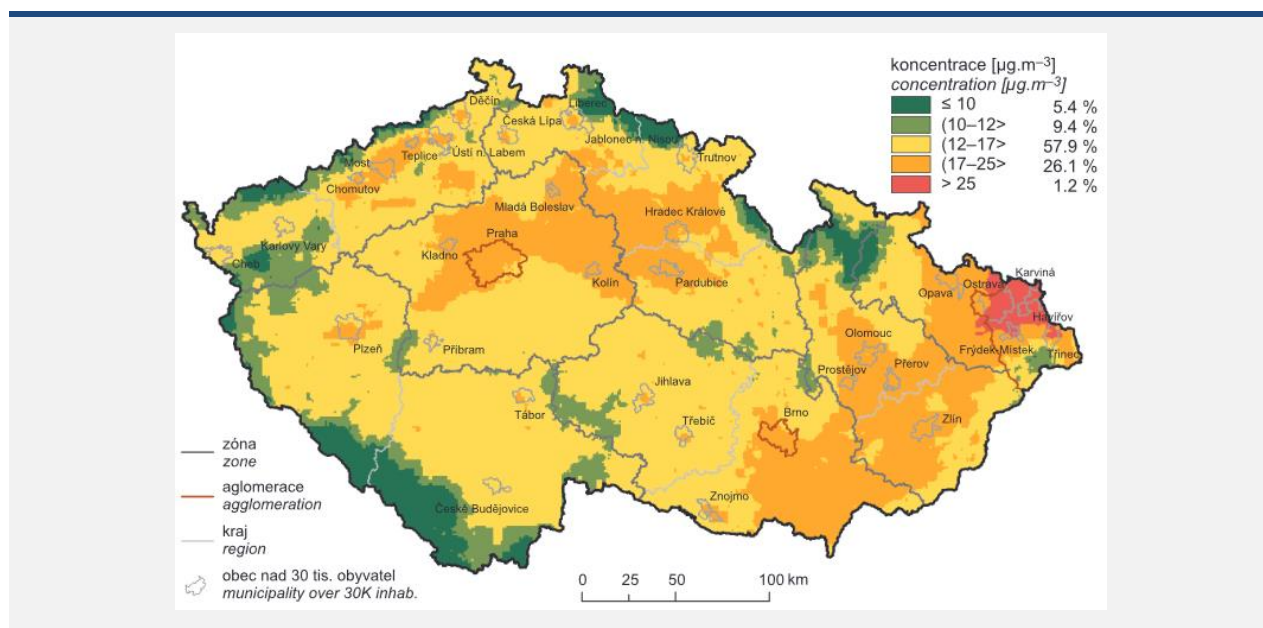 koncentrace [µg.m⁻³]
concentration [µg.m⁻³]
≤ 10 5.4 %
(10–12> 9.4 %
(12–17> 57.9 %
(17–25> 26.1 %
> 25 1.2 %
Děčín
Liberec
Česká Lípa
Jablonec n. Nisou
Ústí n. Labem
Teplice
Trutnov
Most
Chomutov
Mladá Boleslav
Hradec Králové
Praha
Karlovy Vary
Kladno
Cheb
Kolín
Pardubice
Karviná
Ostrava
Opava
Havířov
Olomouc
Plzeň
Příbram
Frýdek-Místek
Třinec
Prostějov
Přerov
Jihlava
Tábor
Třebíč
Brno
Zlín
Znojmo
České Budějovice
zóna
zone
aglomerace
agglomeration
kraj
region
obec nad 30 tis. obyvatel
municipality over 30K inhab.
0 25 50 100 km